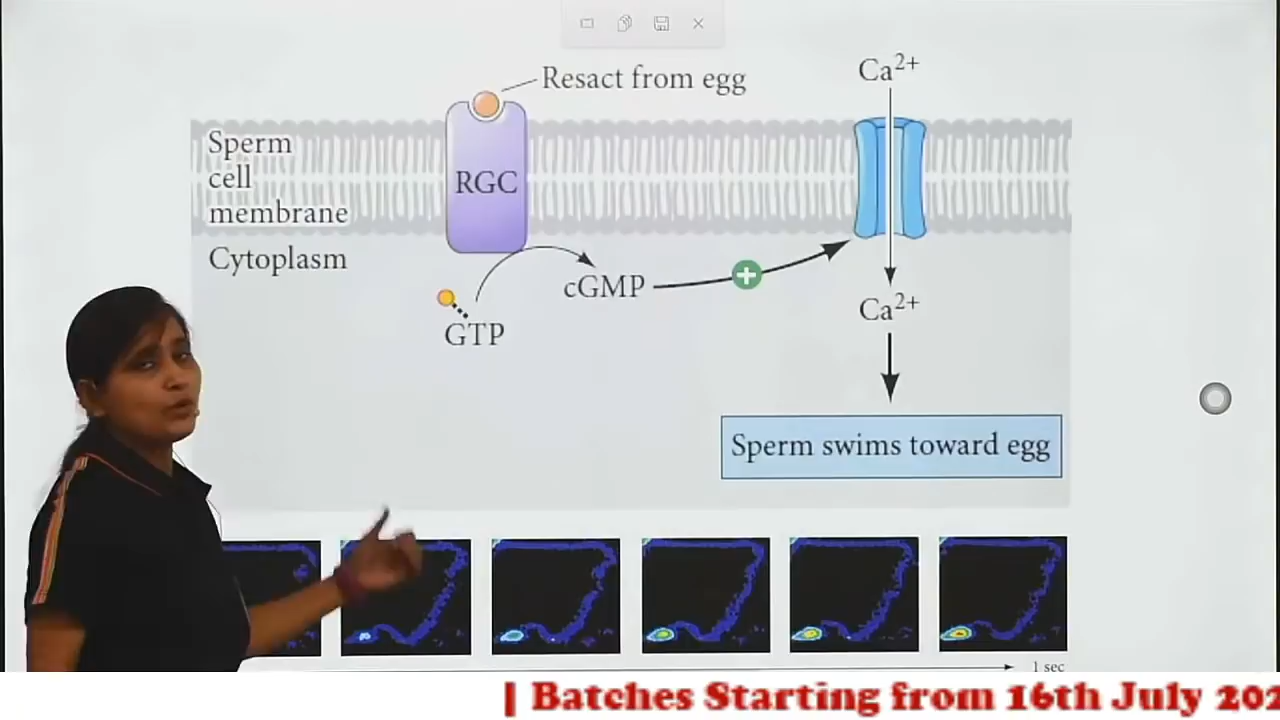 Resact from egg
Ca²⁺
Sperm
cell
membrane
RGC
Cytoplasm
cGMP
GTP
Ca²⁺
Sperm swims toward egg
1 sec
| Batches Starting from 16th July